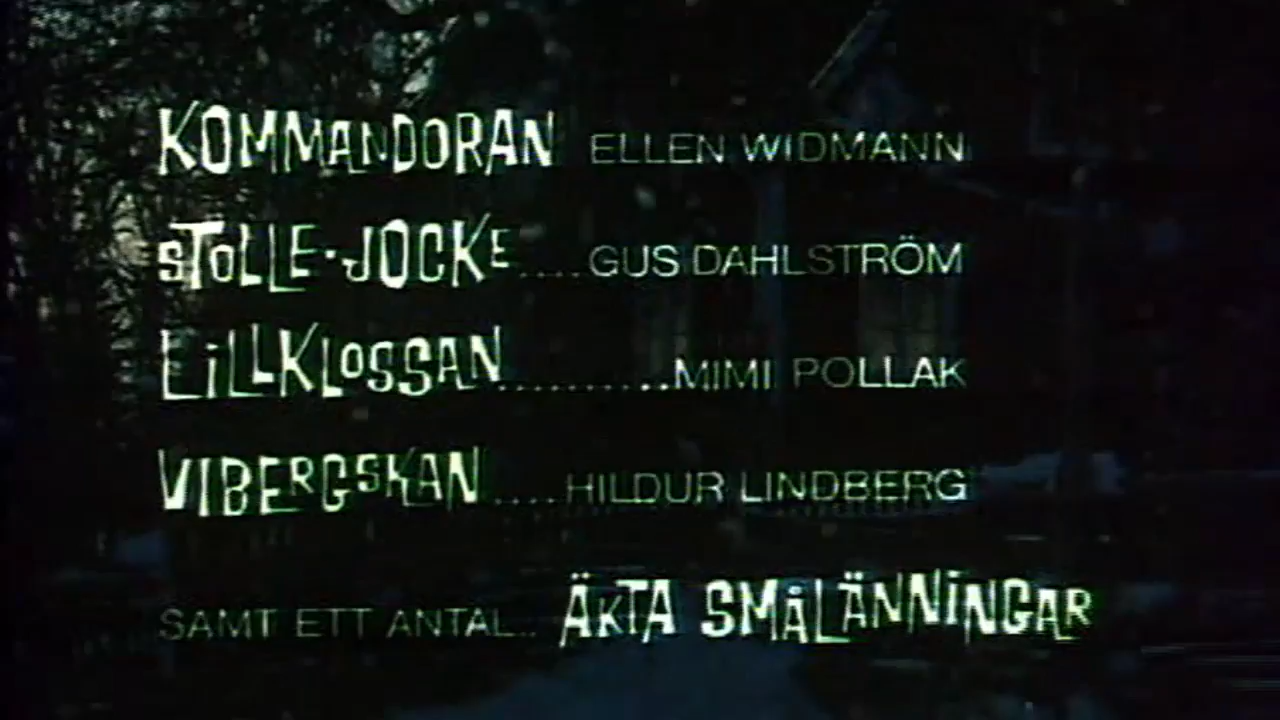 KOMMANDORAN ELLEN WIDMANN
STOLLE-JOCKE....GUS DAHLSTRÖM
LILLKLOSSAN..........MIMI POLLAK
VIBERGSKAN....HILDUR LINDBERG
SAMT ETT ANTAL.. ÄKTA SMÅLÄNNINGAR